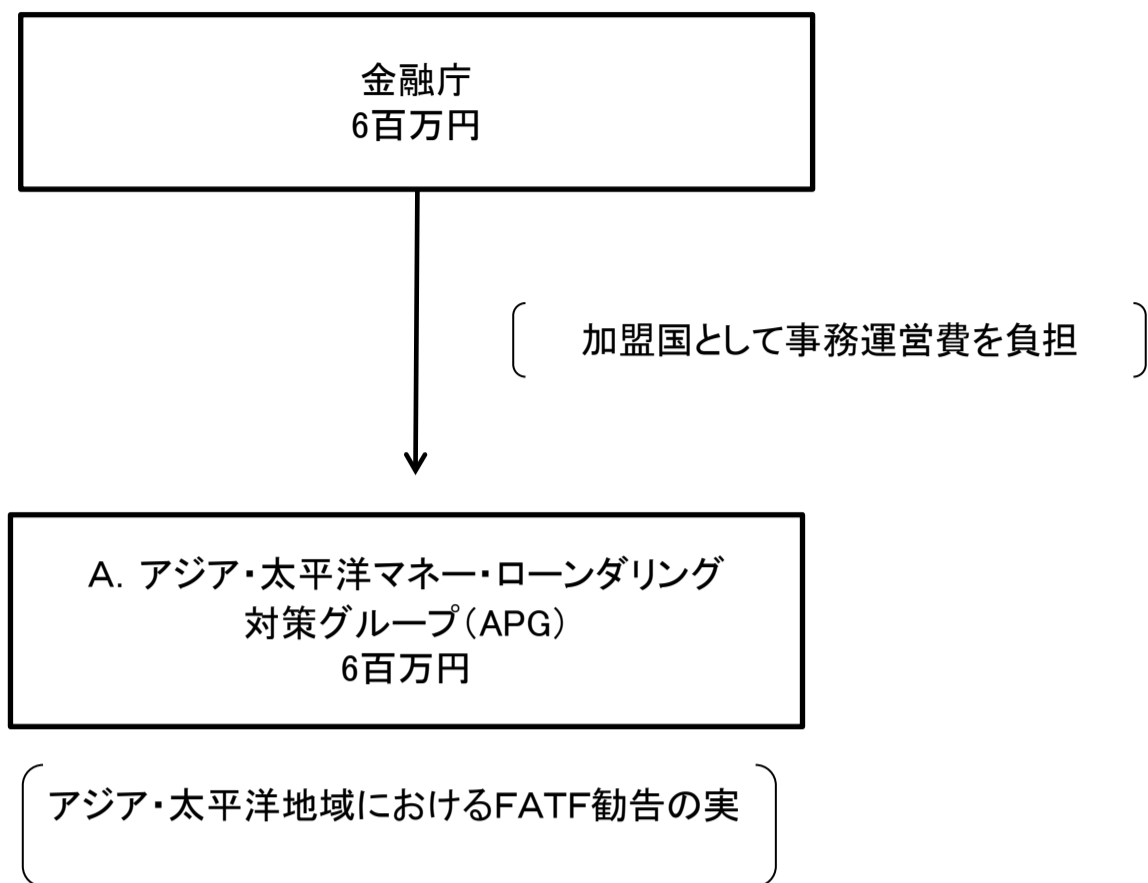 金融庁
6百万円
加盟国として事務運営費を負担
A．アジア・太平洋マネー・ローンダリング
対策グループ（APG）
6百万円
アジア・太平洋地域におけるFATF勧告の実